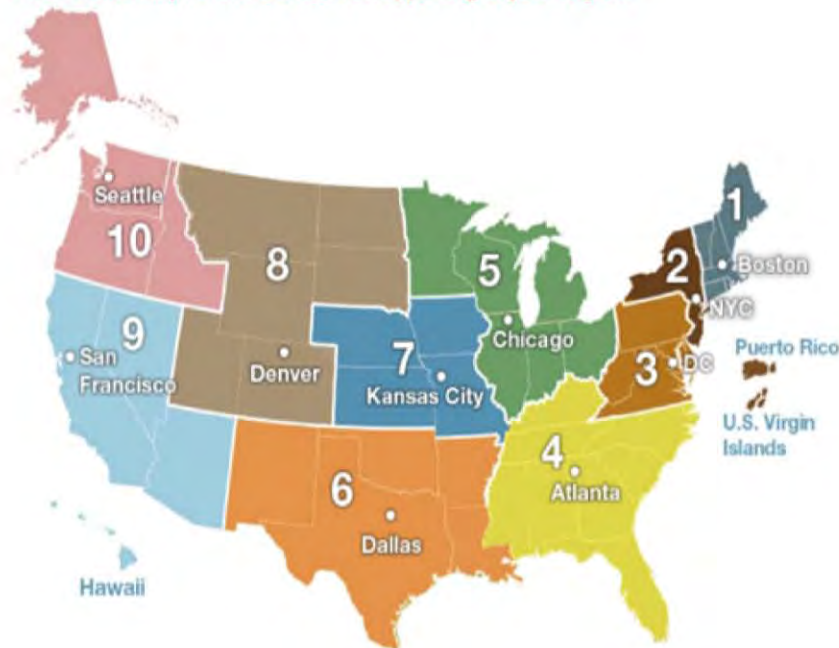 Seattle
10
8
5
1
2
Boston
NYC
9
San
Francisco
Denver
7
Kansas City
Chicago
3
DC
Puerto Rico
U.S. Virgin
Islands
6
Dallas
4
Atlanta
Hawaii